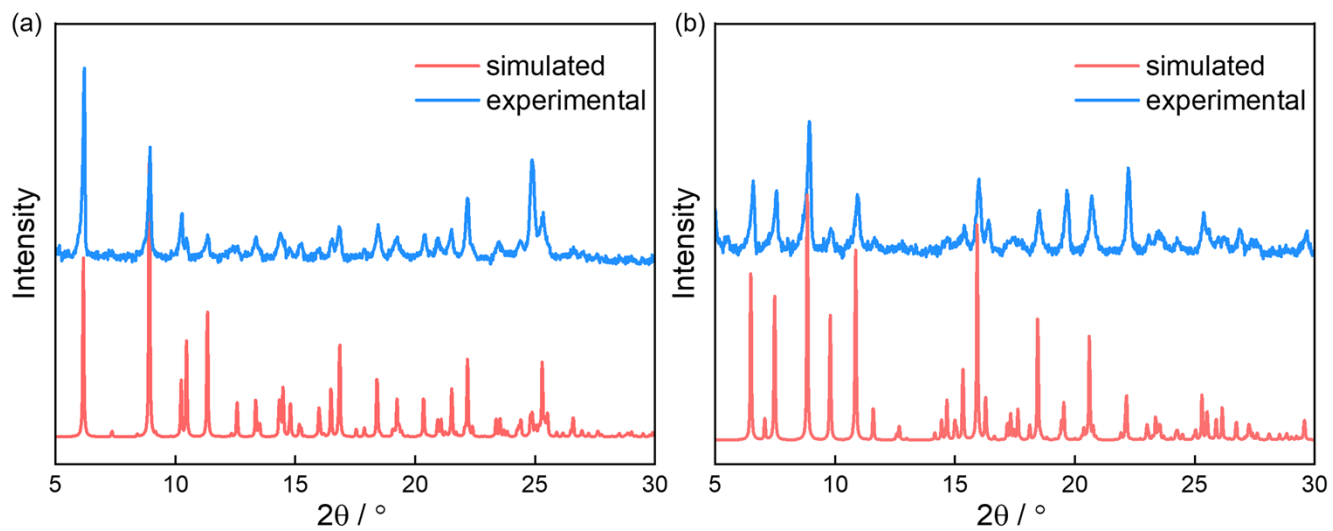 (a)
simulated
experimental
Intensity
5 10 15 20 25 30
2θ / °
(b)
simulated
experimental
Intensity
5 10 15 20 25 30
2θ / °